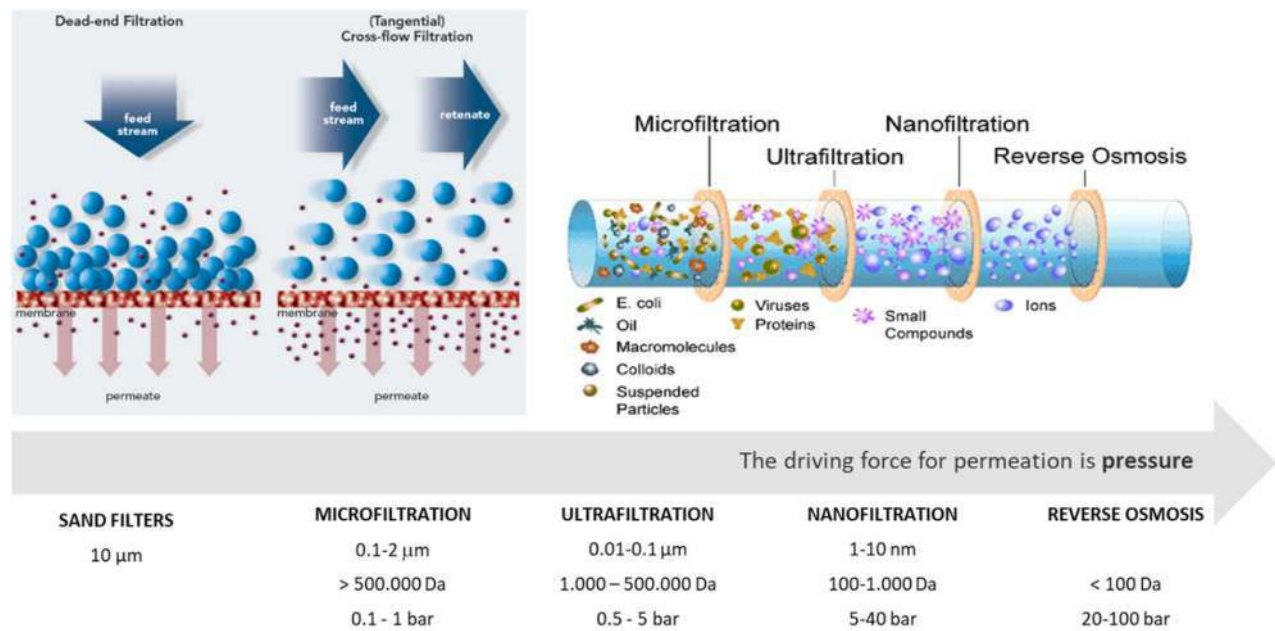 Dead-end Filtration
(Tangential)
Cross-flow Filtration
feed
stream
feed
stream
retenate
membrane
membrane
permeate
permeate
Microfiltration
Ultrafiltration
Nanofiltration
Reverse Osmosis
E. coli
Oil
Macromolecules
Colloids
Suspended
Particles
Viruses
Proteins
Small
Compounds
Ions
The driving force for permeation is pressure
SAND FILTERS
10 μm
MICROFILTRATION
0.1-2 μm
> 500.000 Da
0.1 - 1 bar
ULTRAFILTRATION
0.01-0.1 μm
1.000 – 500.000 Da
0.5 - 5 bar
NANOFILTRATION
1-10 nm
100-1.000 Da
5-40 bar
REVERSE OSMOSIS
< 100 Da
20-100 bar